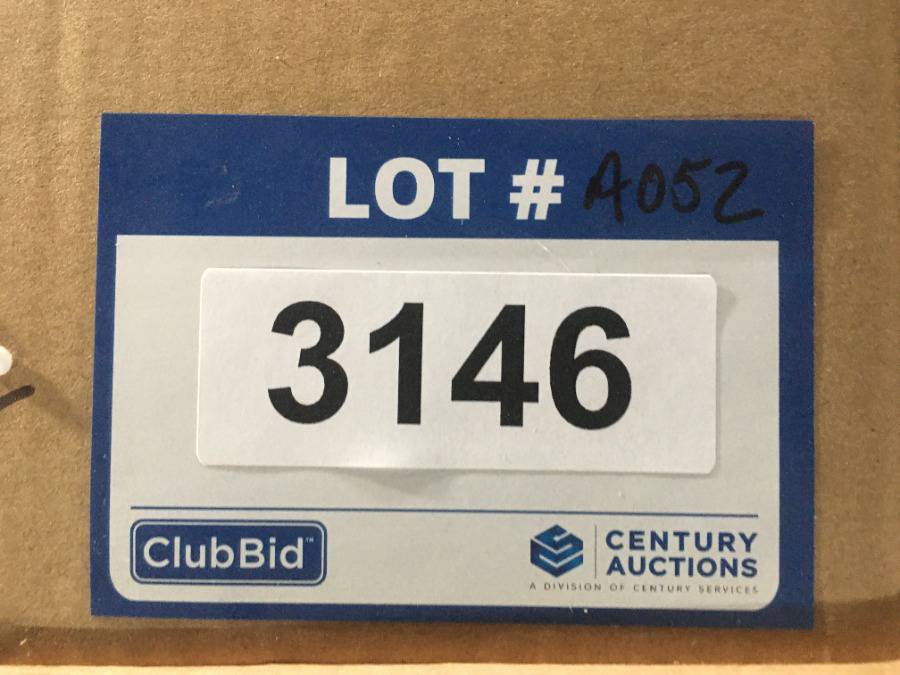 LOT # A052
3146
ClubBid™
CENTURY
AUCTIONS
A DIVISION OF CENTURY SERVICES